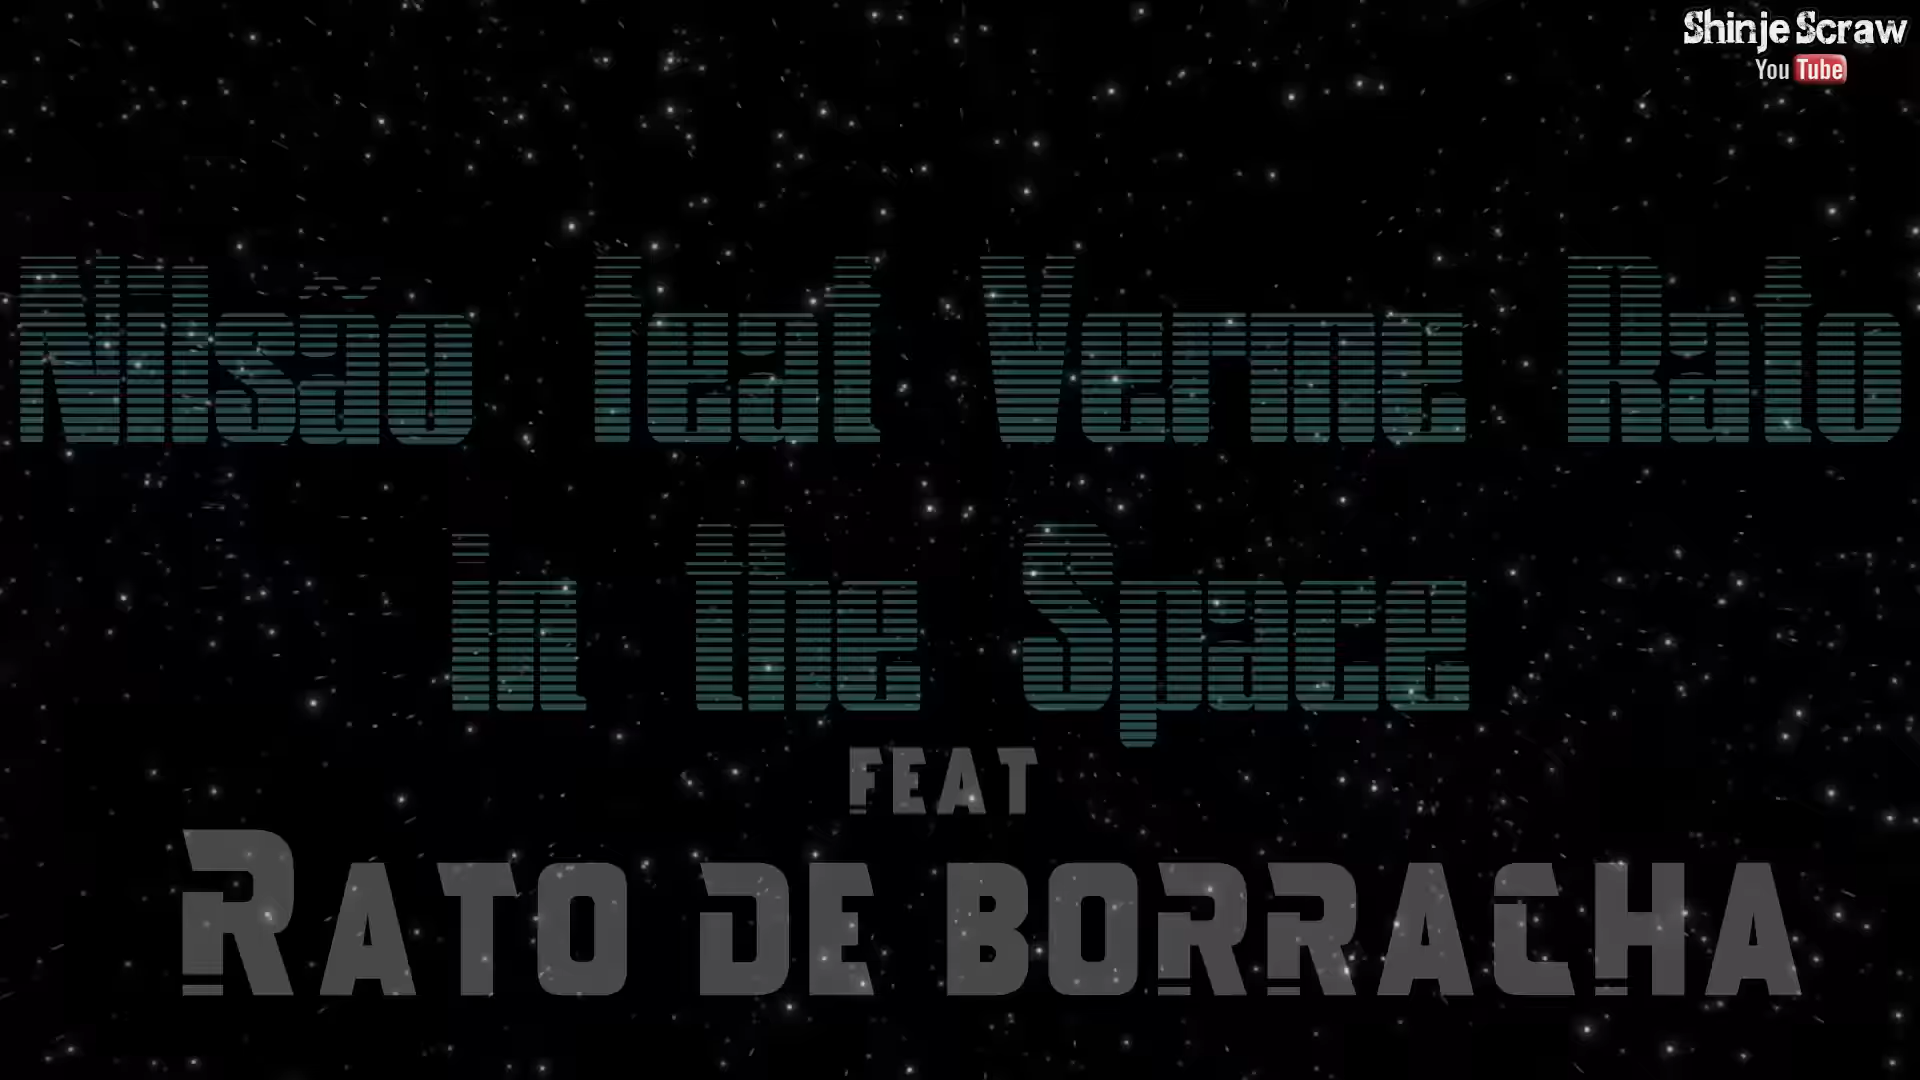 Shinje Scraw
You Tube
Nilsão feat Verme Rato
in the Space
FEAT
RATO DE BORRACHA